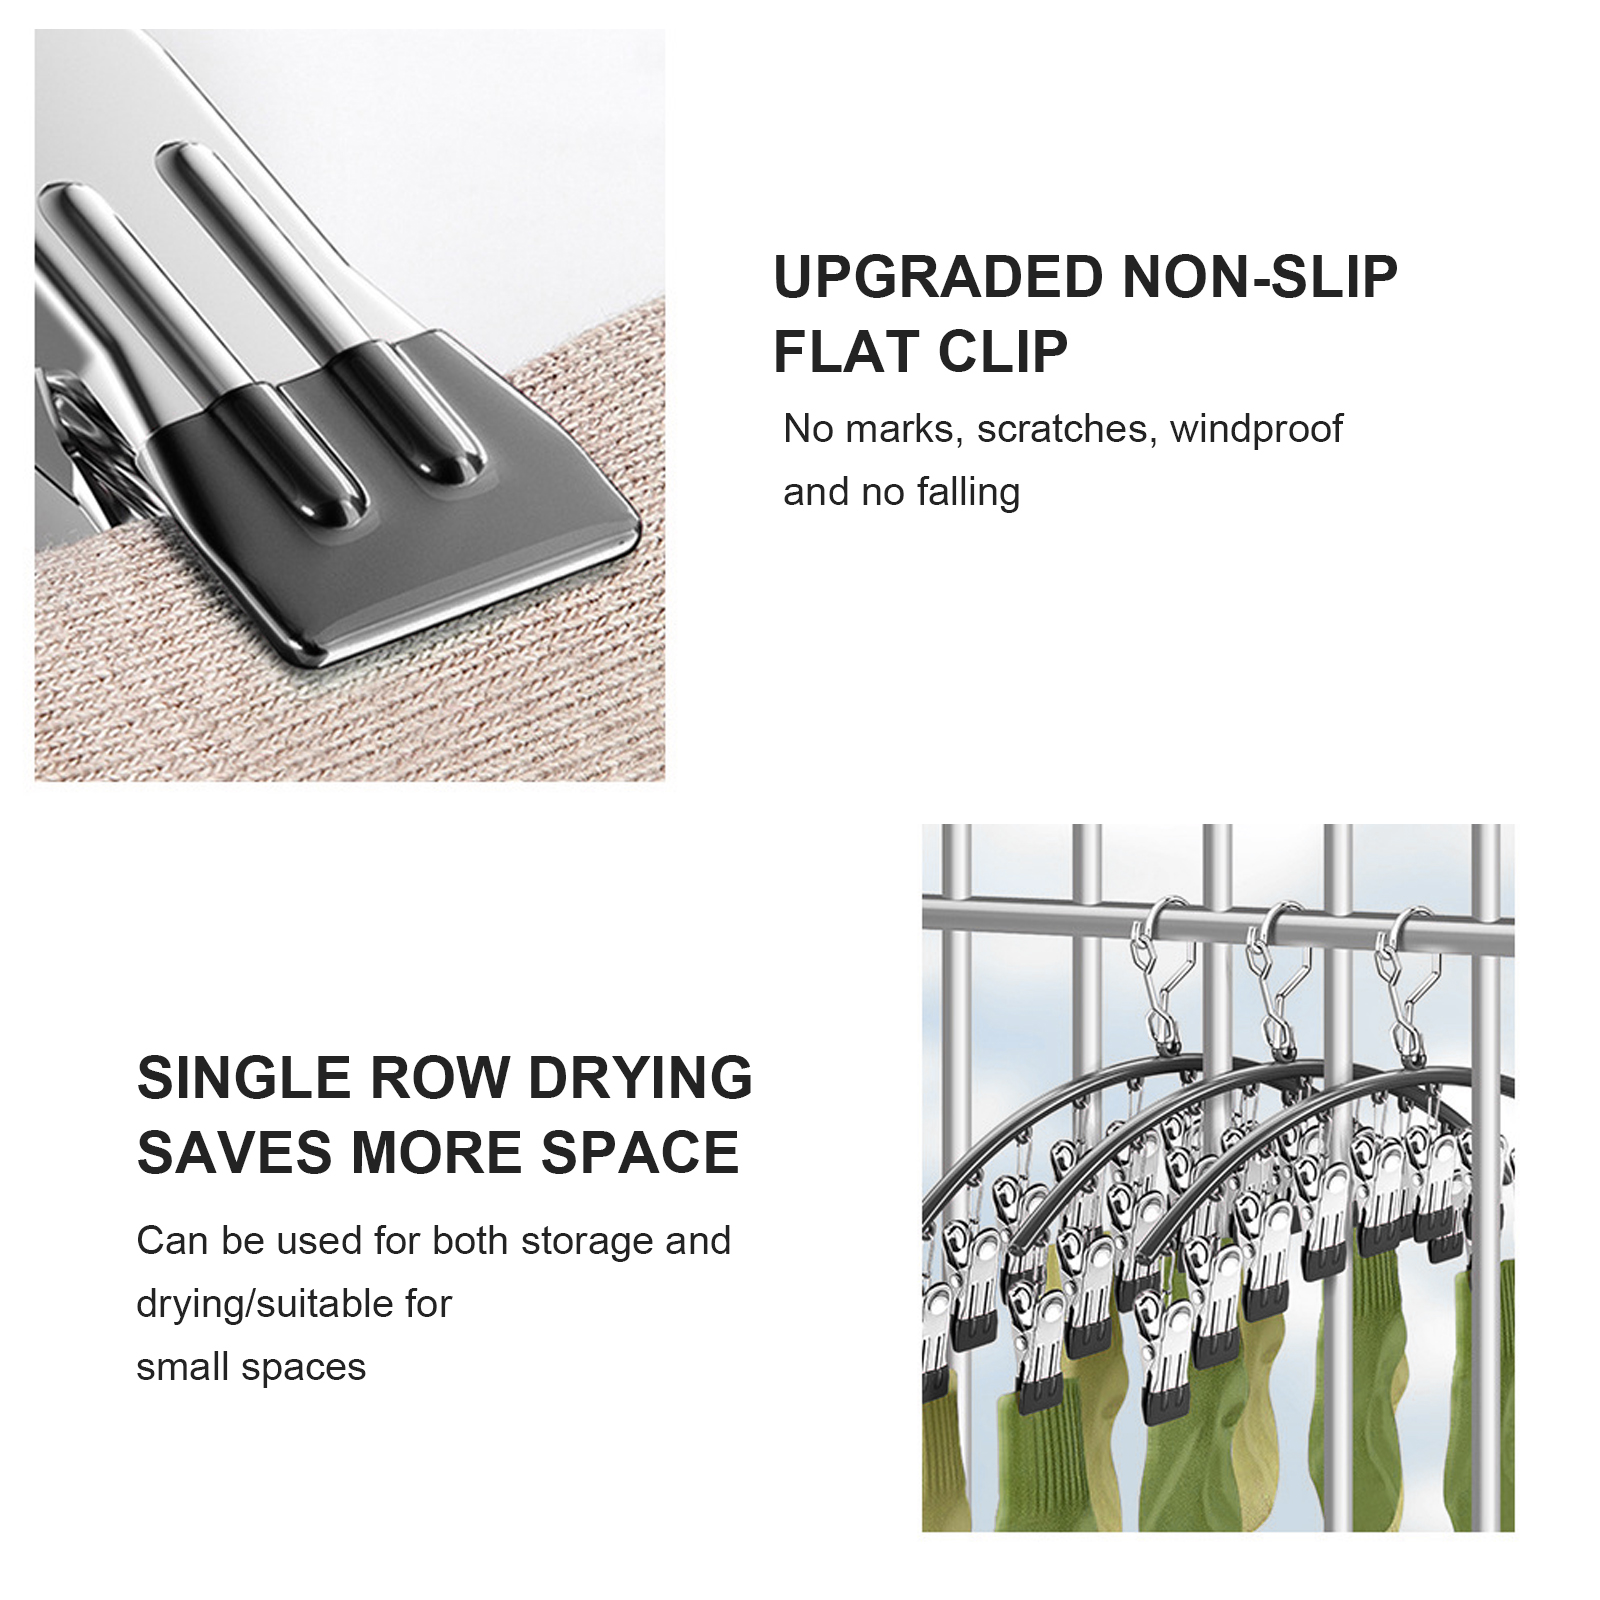 UPGRADED NON-SLIP
FLAT CLIP
No marks, scratches, windproof
and no falling
SINGLE ROW DRYING
SAVES MORE SPACE
Can be used for both storage and
drying/suitable for
small spaces